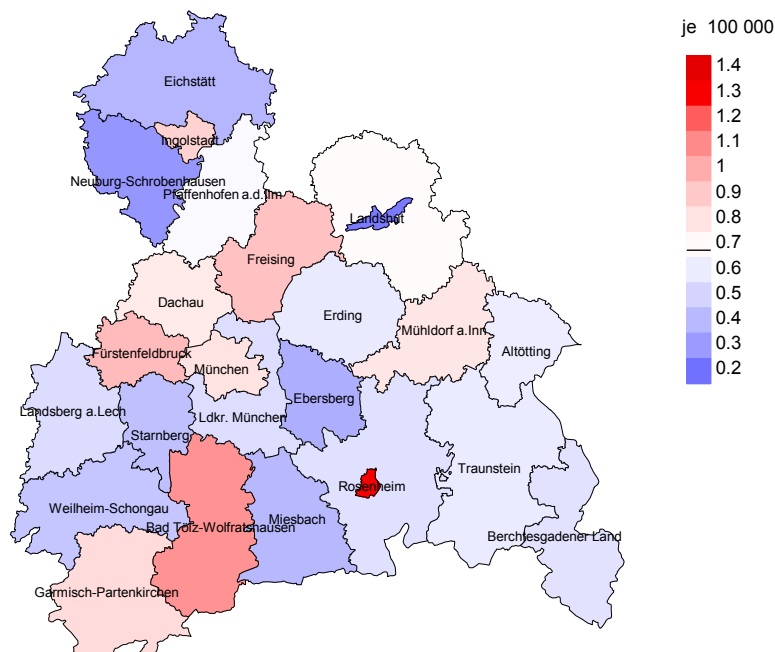 je 100 000
1.4
1.3
1.2
1.1
1
0.9
0.8
0.7
0.6
0.5
0.4
0.3
0.2
Eichstätt
Ingolstadt
Neuburg-Schrobenhausen
Pfaffenhofen a.d.Ilm
Landshut
Freising
Dachau
Erding
Mühldorf a.Inn
Altötting
Fürstenfeldbruck
München
Ebersberg
Landsberg a.Lech
Ldkr. München
Starnberg
Traunstein
Rosenheim
Weilheim-Schongau
Miesbach
Bad Tölz-Wolfratshausen
Berchtesgadener Land
Garmisch-Partenkirchen